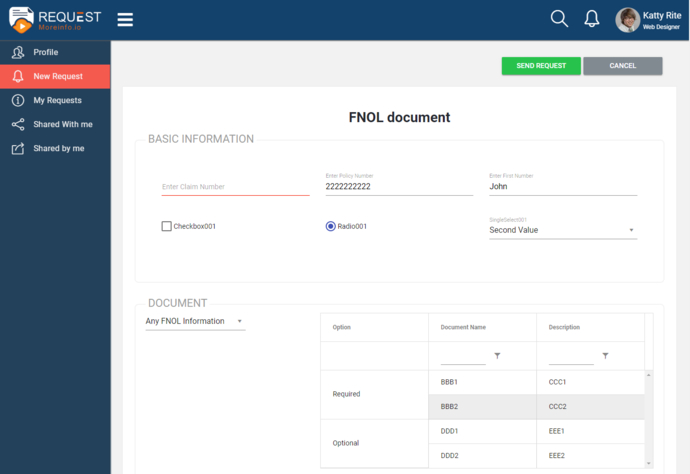 REQUEST
Moreinfo.io
Katty Rite
Web Designer
Profile
New Request
My Requests
Shared With me
Shared by me
SEND REQUEST
CANCEL
FNOL document
BASIC INFORMATION
Enter Claim Number
Enter Policy Number
2222222222
Enter First Number
John
Checkbox001
Radio001
SingleSelect001
Second Value
DOCUMENT
Any FNOL Information
Option Document Name Description
Required
BBB1 CCC1
BBB2 CCC2
Optional
DDD1 EEE1
DDD2 EEE2